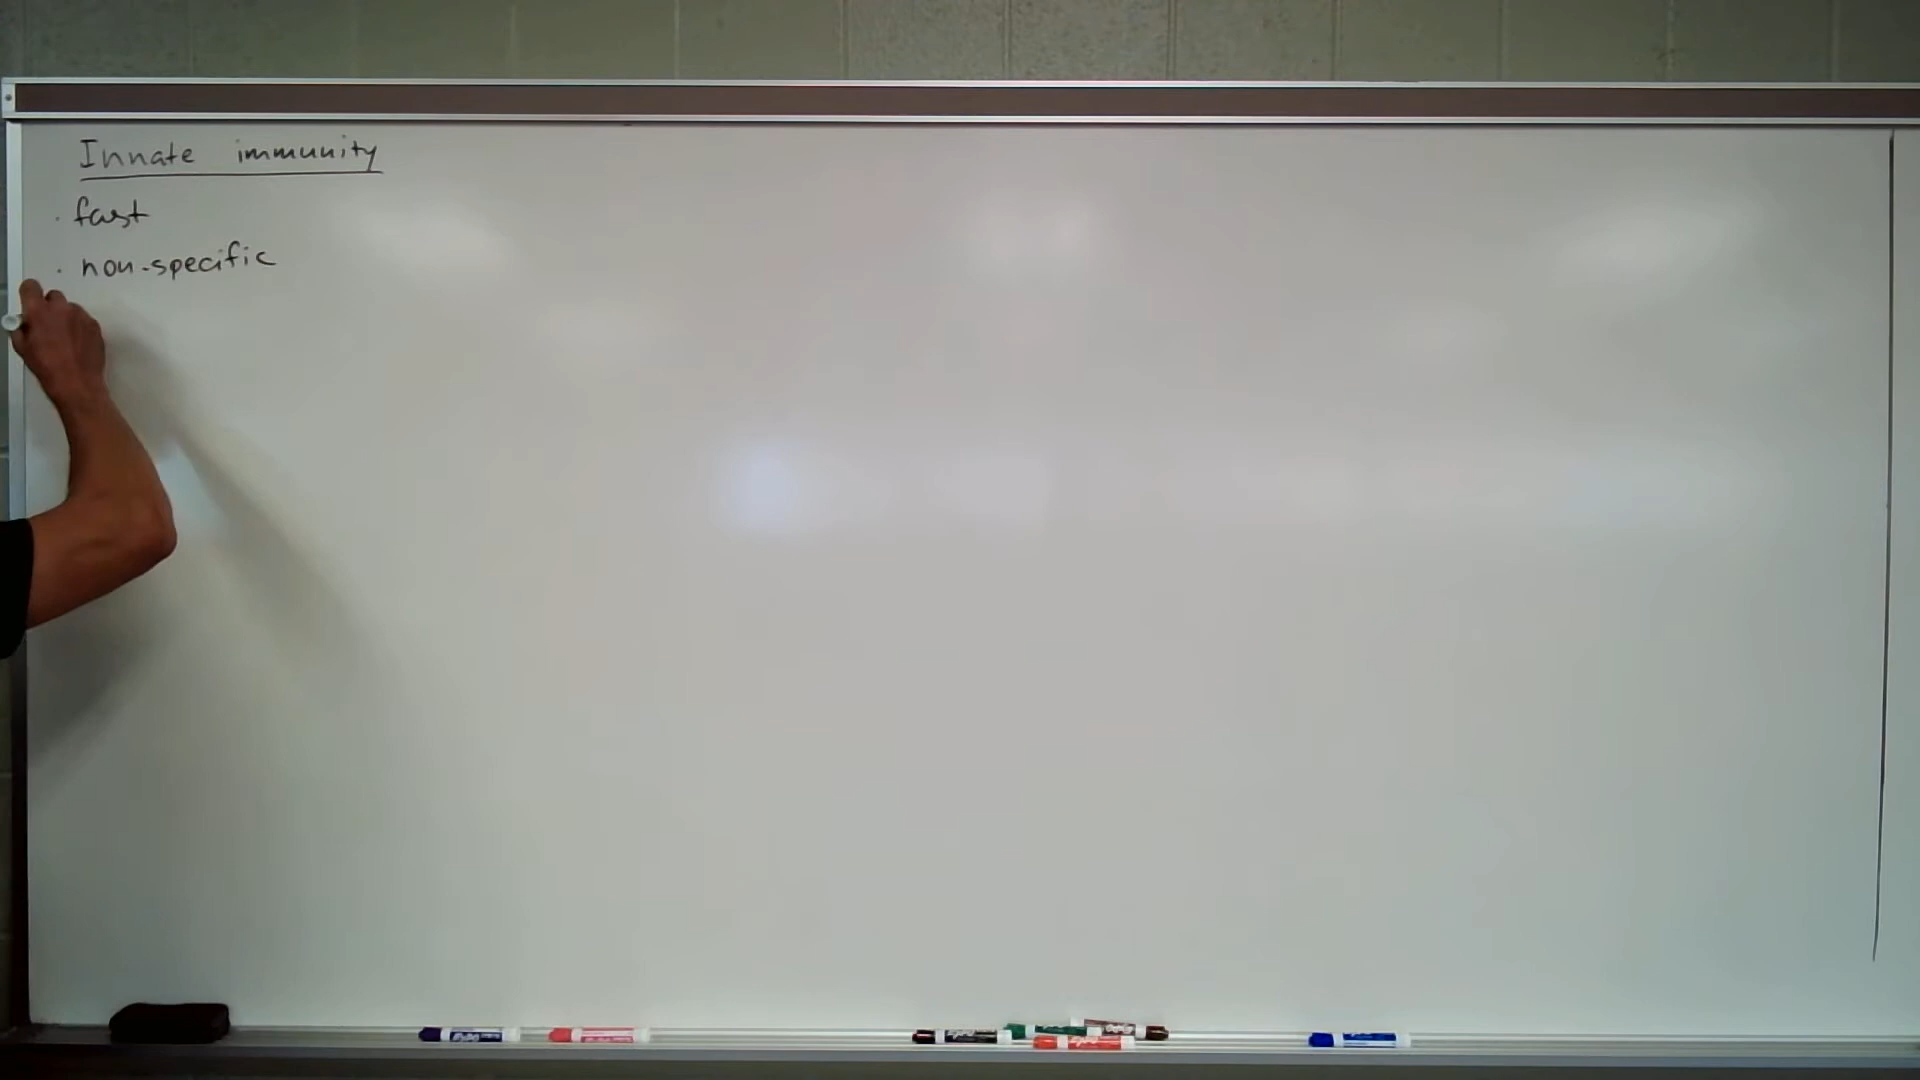 Innate immunity
· fast
· non-specific